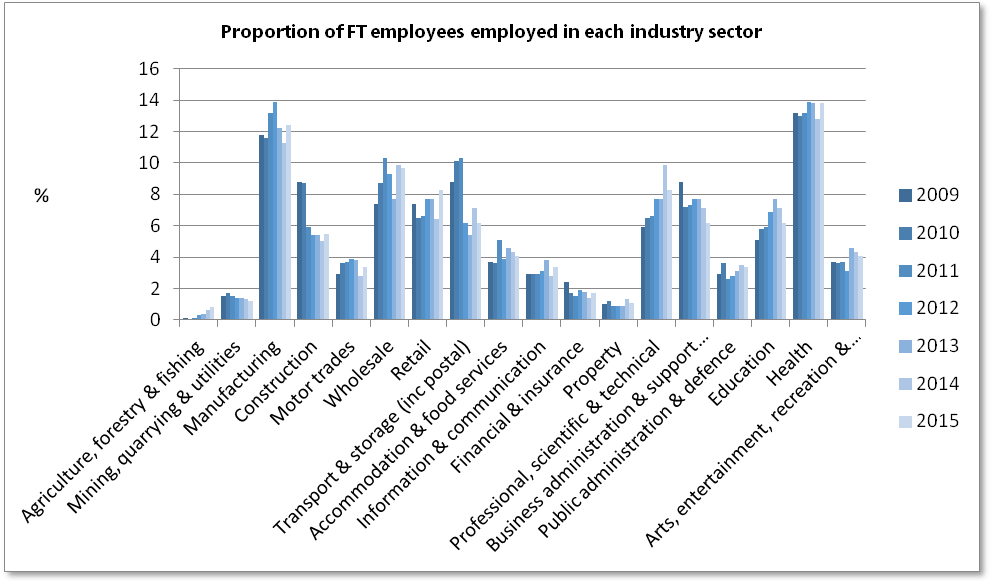 Proportion of FT employees employed in each industry sector
16
14
12
10
8
6
4
2
0
%
Agriculture, forestry & fishing
Mining, quarrying & utilities
Manufacturing
Construction
Motor trades
Wholesale
Retail
Transport & storage (inc postal)
Accommodation & food services
Information & communication
Financial & insurance
Property
Professional, scientific & technical
Business administration & support...
Public administration & defence
Education
Health
Arts, entertainment, recreation &...
2009
2010
2011
2012
2013
2014
2015